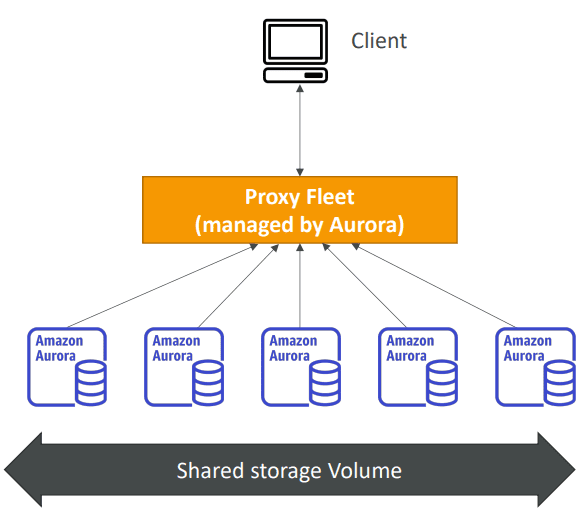 Client
Proxy Fleet
(managed by Aurora)
Amazon
Aurora
Amazon
Aurora
Amazon
Aurora
Amazon
Aurora
Amazon
Aurora
Shared storage Volume